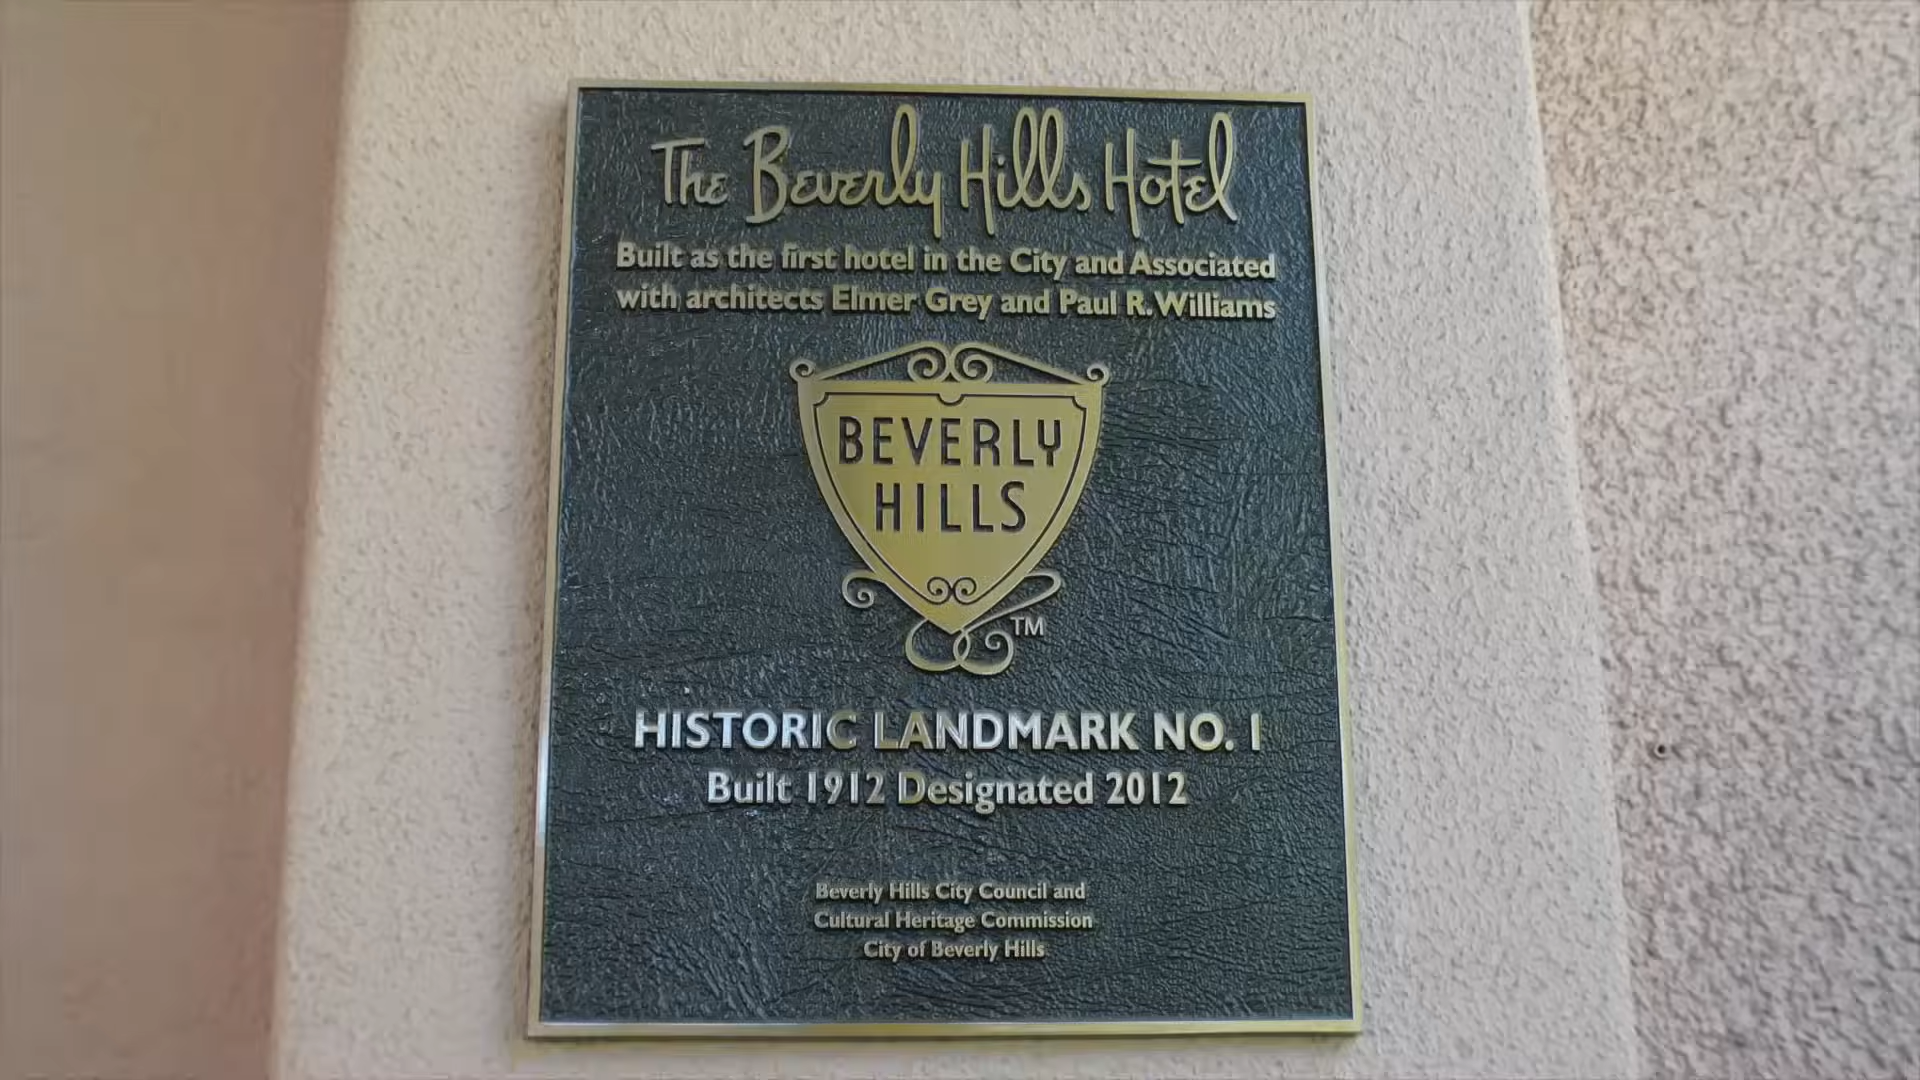 The Beverly Hills Hotel
Built as the first hotel in the City and Associated
with architects Elmer Grey and Paul R. Williams
BEVERLY
HILLS
TM
HISTORIC LANDMARK NO. 1
Built 1912 Designated 2012
Beverly Hills City Council and
Cultural Heritage Commission
City of Beverly Hills